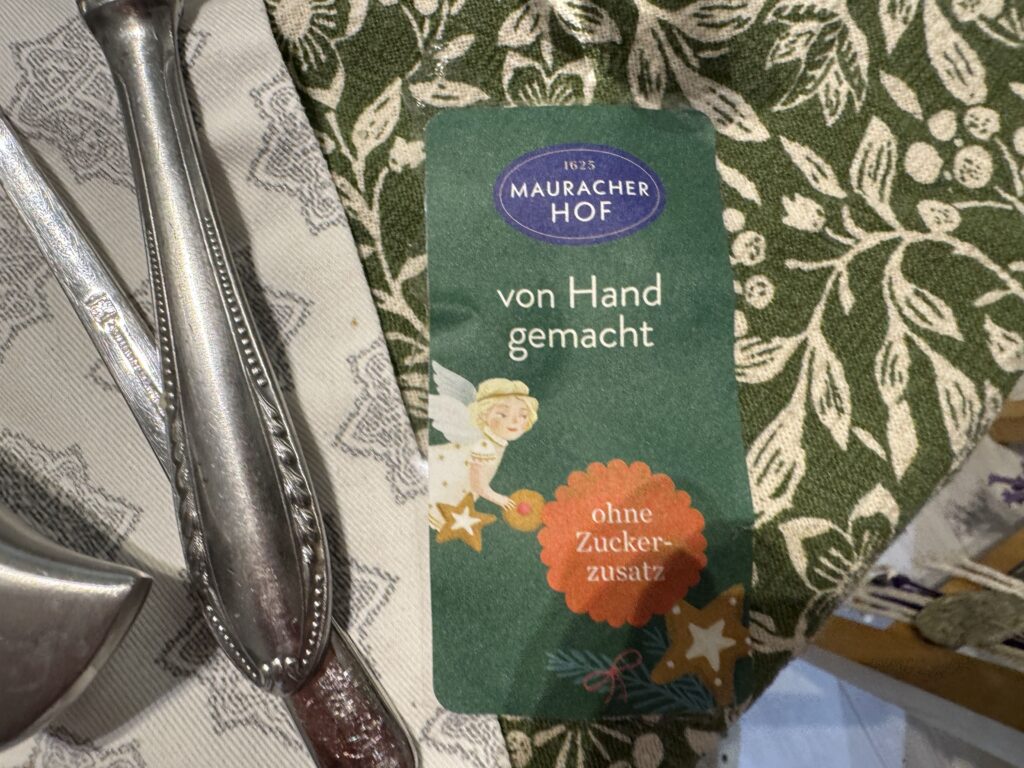 1625
MAURACHER
HOF
von Hand
gemacht
ohne
Zucker-
zusatz